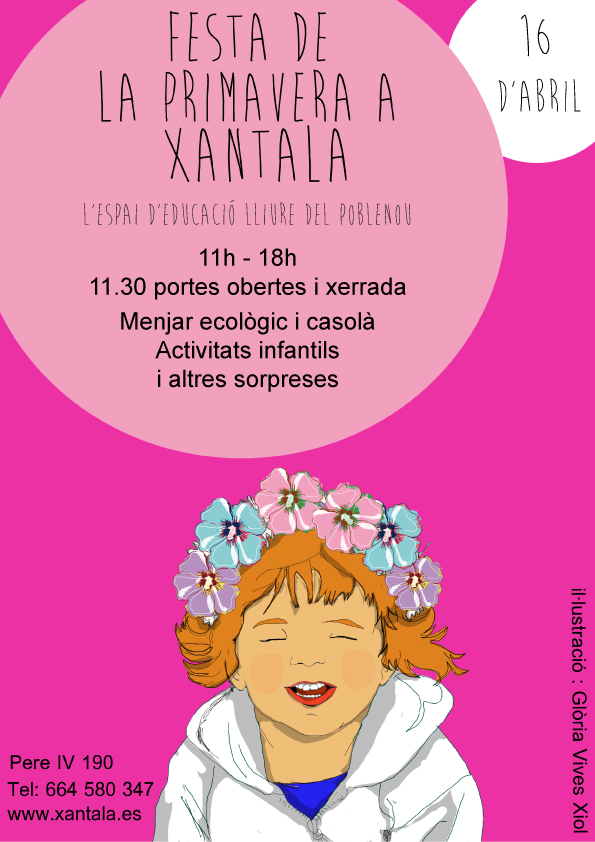 FESTA DE
LA PRIMAVERA A
XANTALA
L'ESPAI D'EDUCACIÓ LLIURE DEL POBLENOU
16
D'ABRIL
11h - 18h
11.30 portes obertes i xerrada
Menjar ecològic i casolà
Activitats infantils
i altres sorpreses
il·lustració : Glòria Vives Xiol
Pere IV 190
Tel: 664 580 347
www.xantala.es